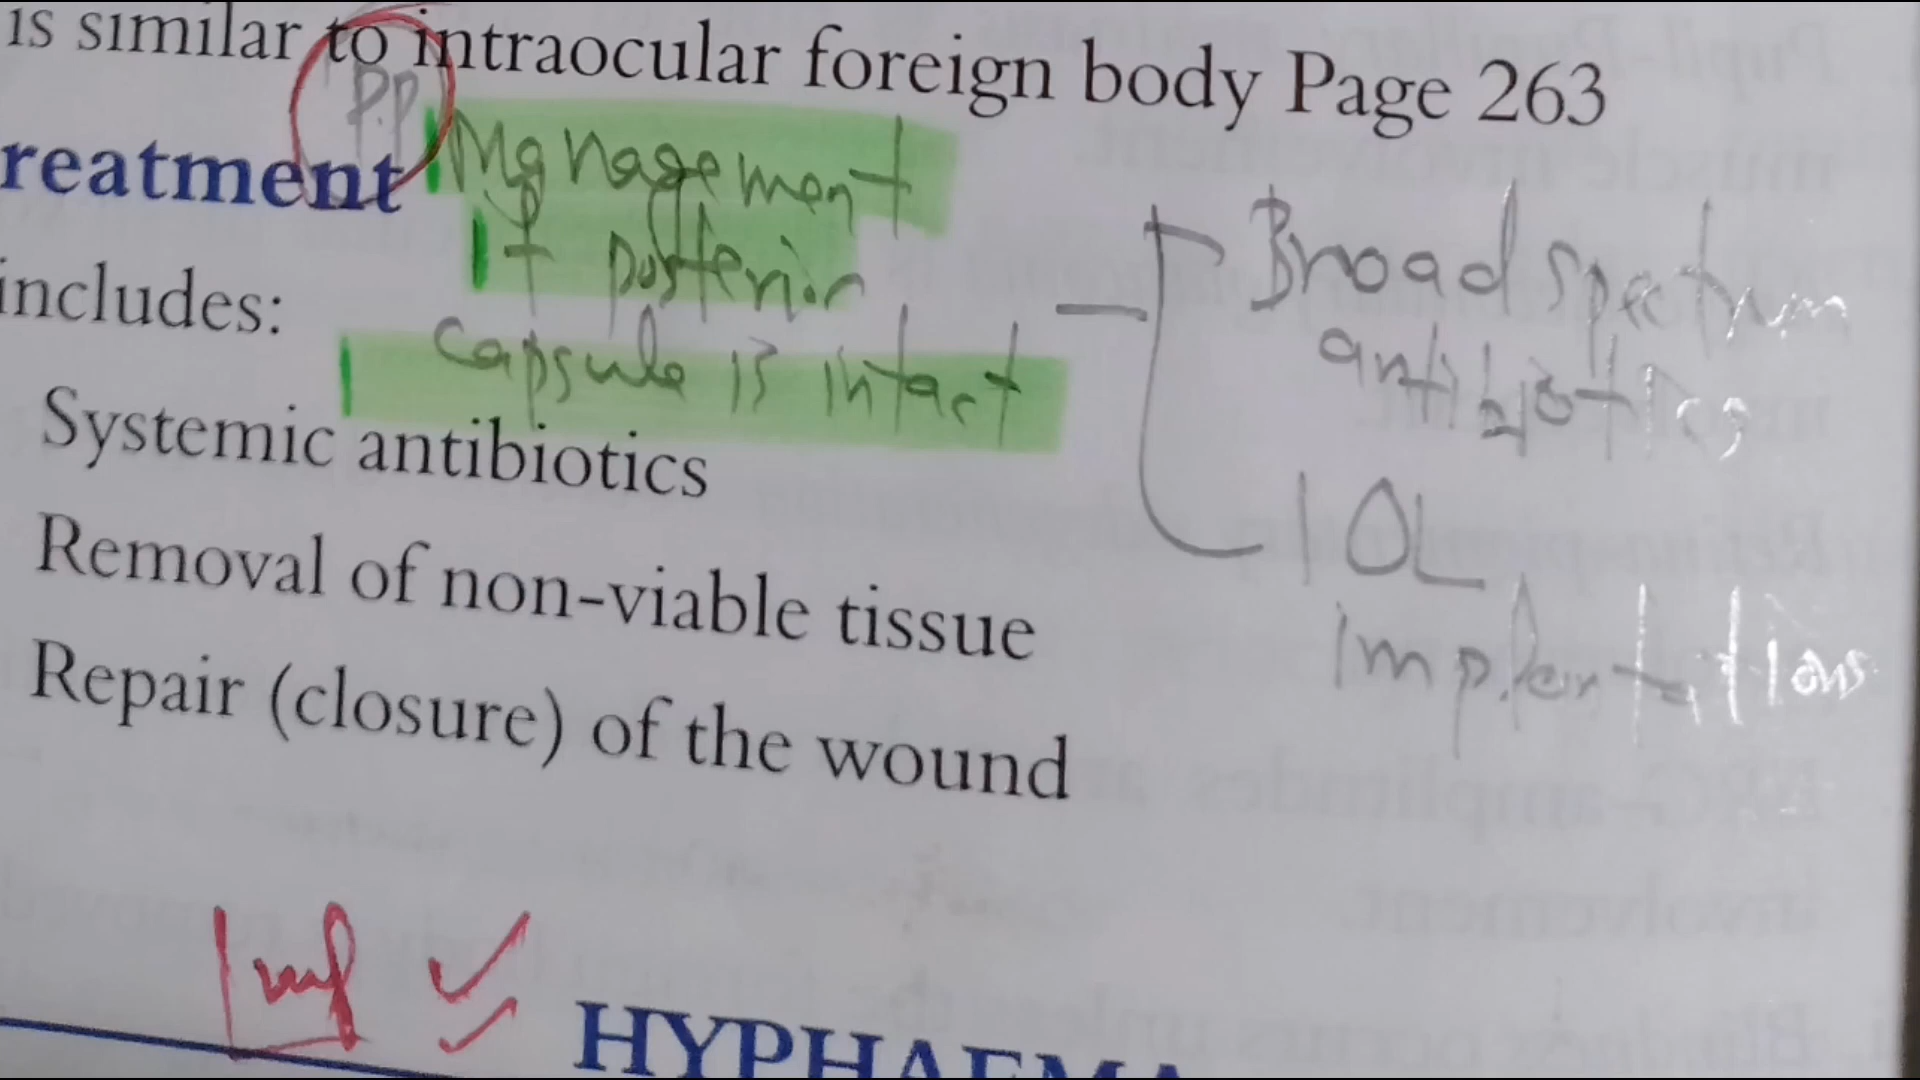 is similar to intraocular foreign body Page 263
P.P
reatment
Management
If posterior
capsule is intact
Broad spectrum
antibiotics
IOL
implantations
includes:
Systemic antibiotics
Removal of non-viable tissue
Repair (closure) of the wound
Imp
HYPHAEMA